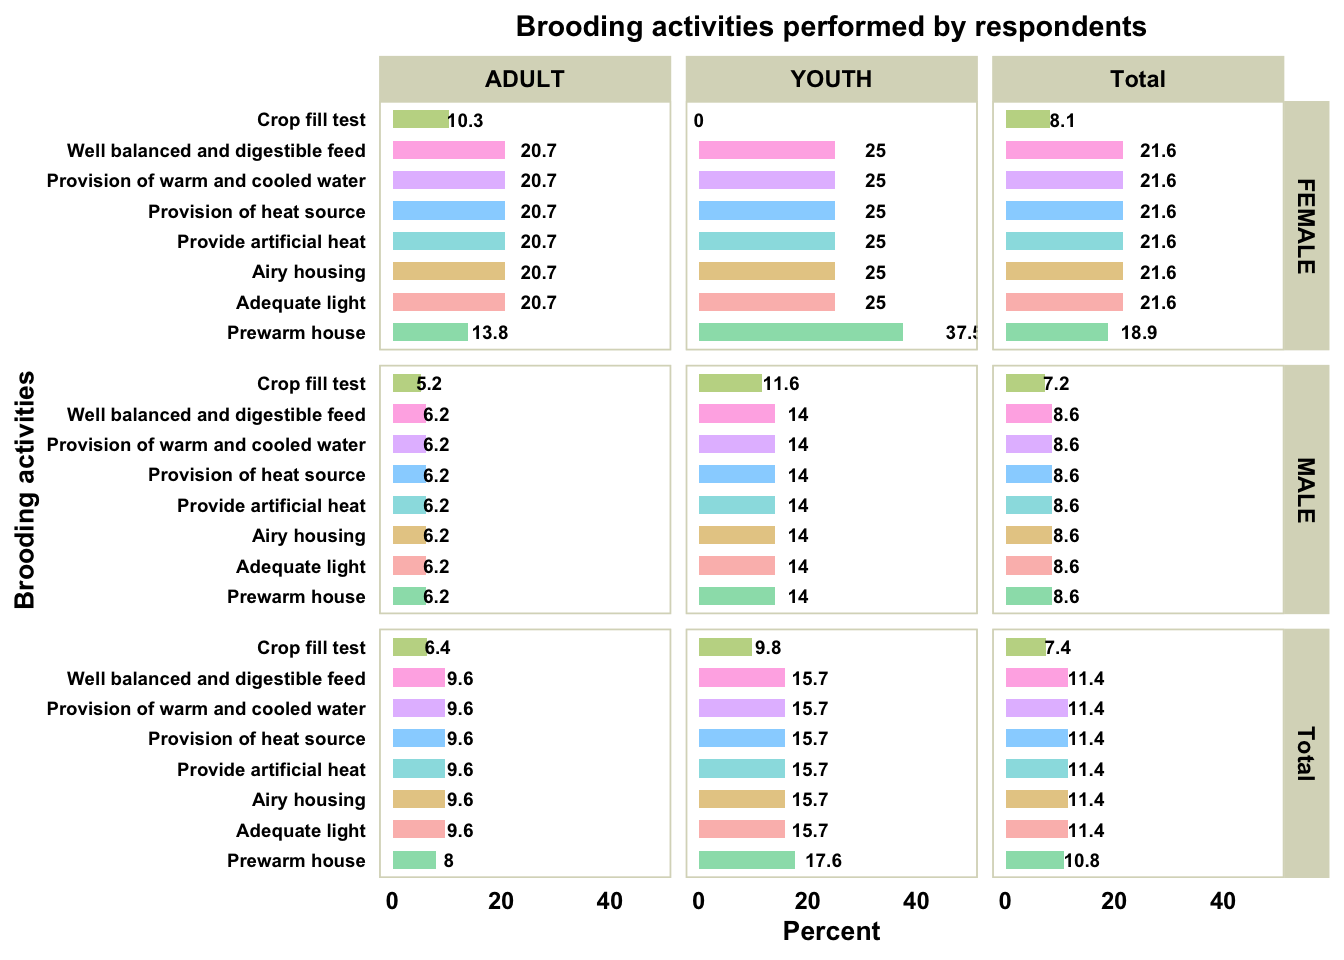 Brooding activities performed by respondents
ADULT YOUTH Total
Crop fill test 10.3 0 8.1
Well balanced and digestible feed 20.7 25 21.6
Provision of warm and cooled water 20.7 25 21.6
Provision of heat source 20.7 25 21.6
Provide artificial heat 20.7 25 21.6
Airy housing 20.7 25 21.6
Adequate light 20.7 25 21.6
Prewarm house 13.8 37.5 18.9
FEMALE
Brooding activities
Crop fill test 5.2 11.6 7.2
Well balanced and digestible feed 6.2 14 8.6
Provision of warm and cooled water 6.2 14 8.6
Provision of heat source 6.2 14 8.6
Provide artificial heat 6.2 14 8.6
Airy housing 6.2 14 8.6
Adequate light 6.2 14 8.6
Prewarm house 6.2 14 8.6
MALE
Crop fill test 6.4 9.8 7.4
Well balanced and digestible feed 9.6 15.7 11.4
Provision of warm and cooled water 9.6 15.7 11.4
Provision of heat source 9.6 15.7 11.4
Provide artificial heat 9.6 15.7 11.4
Airy housing 9.6 15.7 11.4
Adequate light 9.6 15.7 11.4
Prewarm house 8 17.6 10.8
Total
0 20 40 0 20 40 0 20 40
Percent